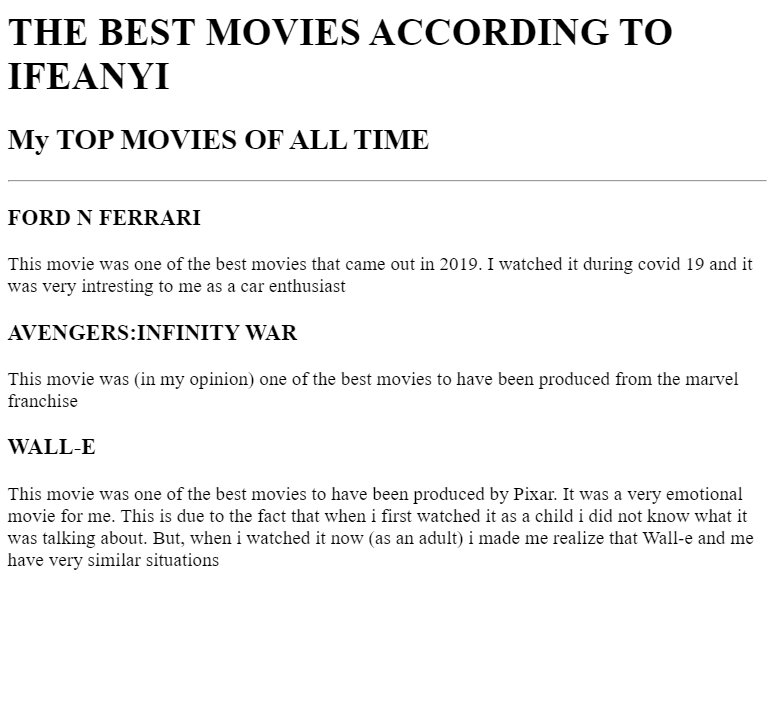 THE BEST MOVIES ACCORDING TO
IFEANYI
My TOP MOVIES OF ALL TIME
FORD N FERRARI
This movie was one of the best movies that came out in 2019. I watched it during covid 19 and it
was very intresting to me as a car enthusiast
AVENGERS:INFINITY WAR
This movie was (in my opinion) one of the best movies to have been produced from the marvel
franchise
WALL-E
This movie was one of the best movies to have been produced by Pixar. It was a very emotional
movie for me. This is due to the fact that when i first watched it as a child i did not know what it
was talking about. But, when i watched it now (as an adult) i made me realize that Wall-e and me
have very similar situations